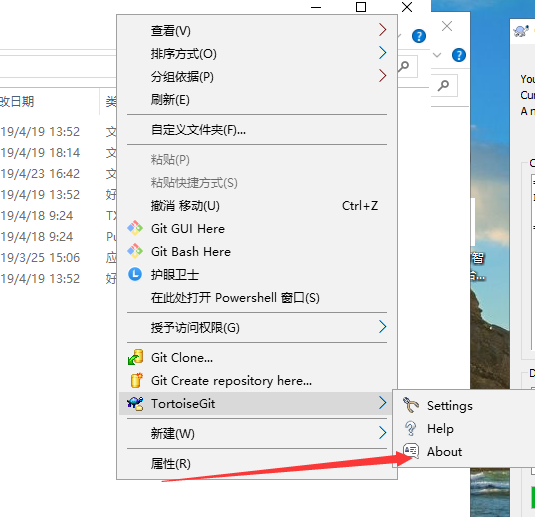 查看(V)
排序方式(O)
分组依据(P)
刷新(E)
自定义文件夹(F)...
粘贴(P)
粘贴快捷方式(S)
撤消 移动(U) Ctrl+Z
Git GUI Here
Git Bash Here
护眼卫士
在此处打开 Powershell 窗口(S)
授予访问权限(G)
Git Clone...
Git Create repository here...
TortoiseGit
新建(W)
属性(R)
Settings
Help
About
改日期 类
19/4/19 13:52 文
19/4/19 18:14 文
19/4/23 16:42 文
19/4/19 13:52 好
19/4/18 9:24 TX
19/4/18 9:24 Pu
19/3/25 15:06 应
19/4/19 13:52 好
智
哈...
You
Cur
A n